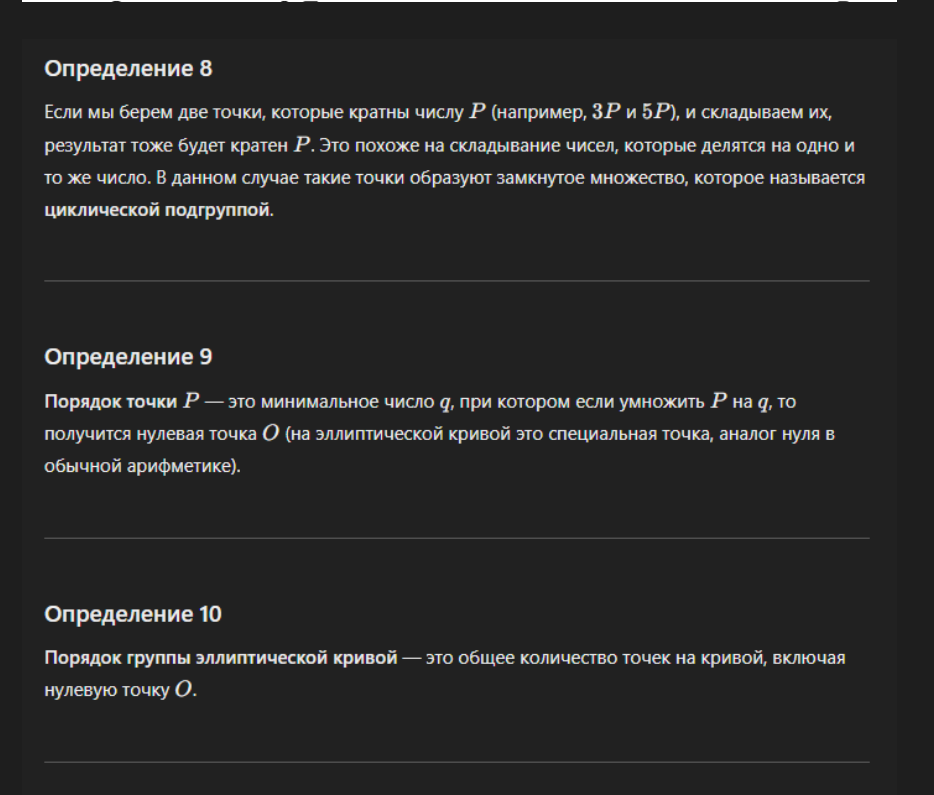 Определение 8
Если мы берем две точки, которые кратны числу P (например, 3P и 5P), и складываем их,
результат тоже будет кратен P. Это похоже на складывание чисел, которые делятся на одно и
то же число. В данном случае такие точки образуют замкнутое множество, которое называется
циклической подгруппой.
Определение 9
Порядок точки P — это минимальное число q, при котором если умножить P на q, то
получится нулевая точка O (на эллиптической кривой это специальная точка, аналог нуля в
обычной арифметике).
Определение 10
Порядок группы эллиптической кривой — это общее количество точек на кривой, включая
нулевую точку O.